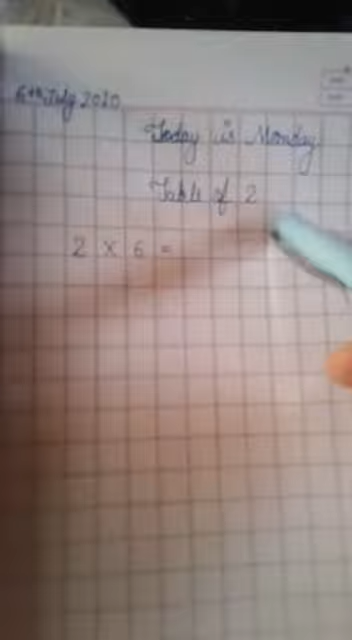 6th July 2020
Today is Monday
Table of 2
2 × 6 =